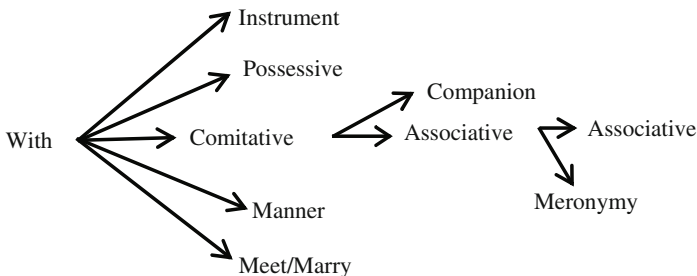 Instrument
Possessive
Companion
With
Comitative
Associative
Associative
Meronymy
Manner
Meet/Marry